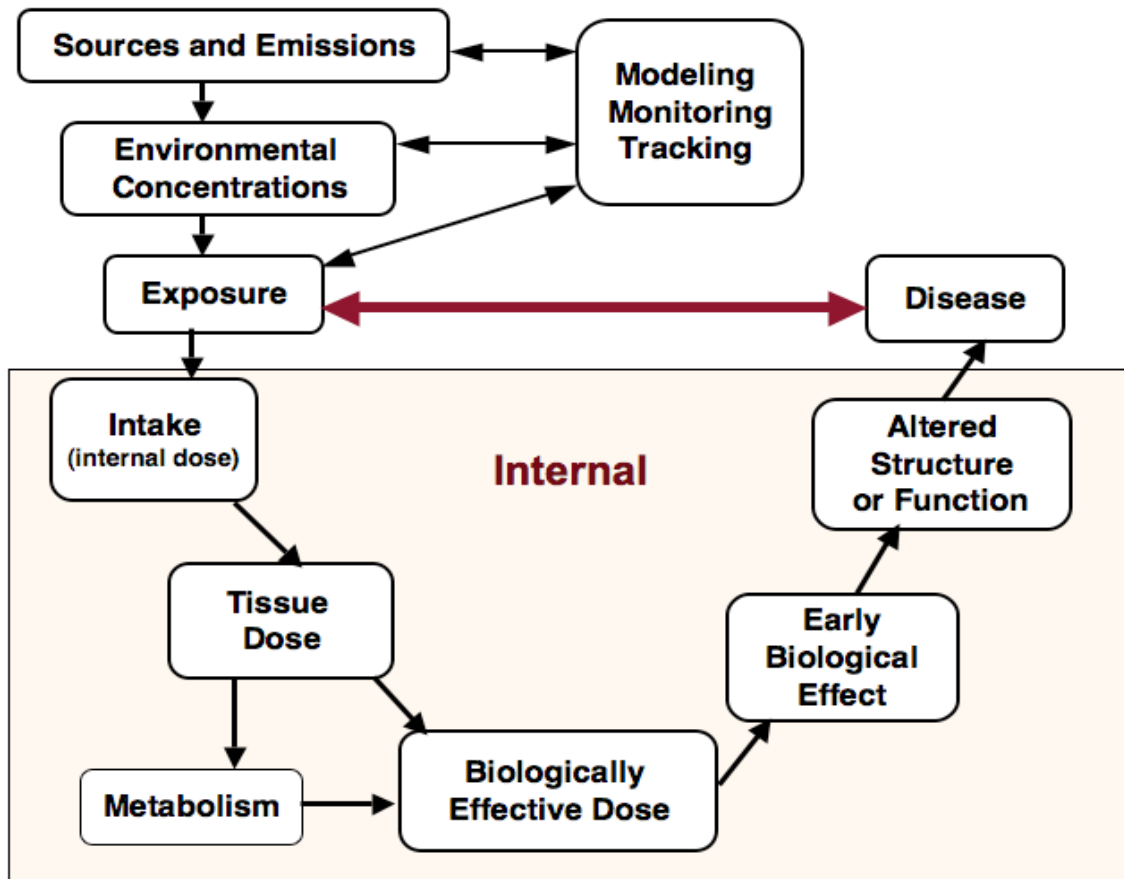 Sources and Emissions
Modeling
Monitoring
Tracking
Environmental
Concentrations
Exposure
Disease
Intake
(internal dose)
Internal
Altered
Structure
or Function
Tissue
Dose
Early
Biological
Effect
Metabolism
Biologically
Effective Dose